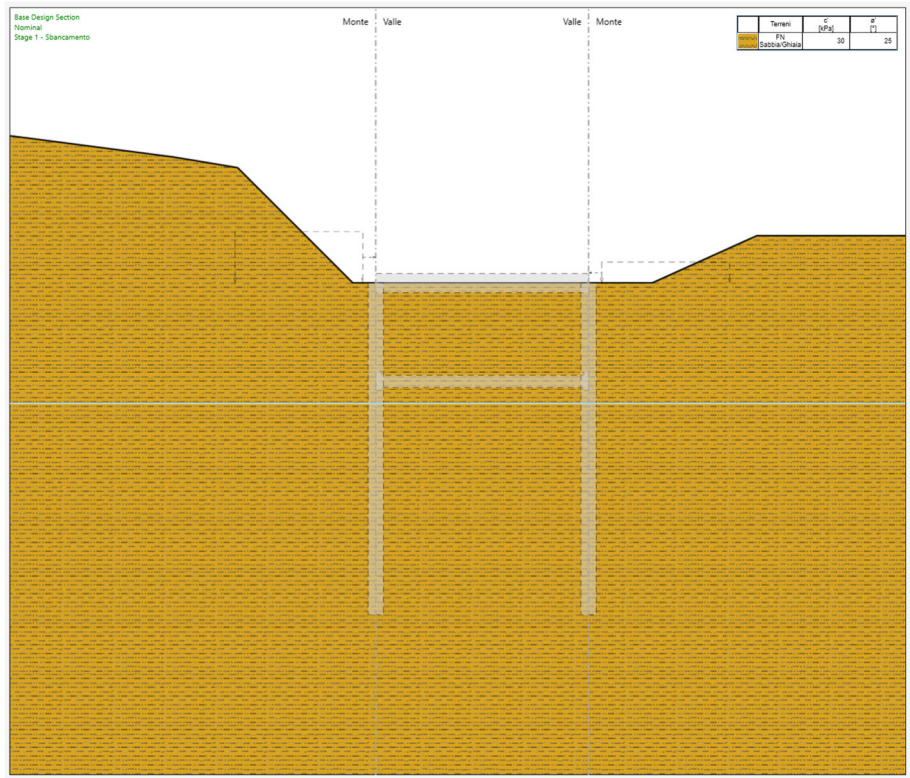 Base Design Section
Nominal
Stage 1 - Sbancamento
Monte Valle Valle Monte
Terreni c' ø'
[kPa] [°]
FN
Sabbia/Ghiaia 30 25